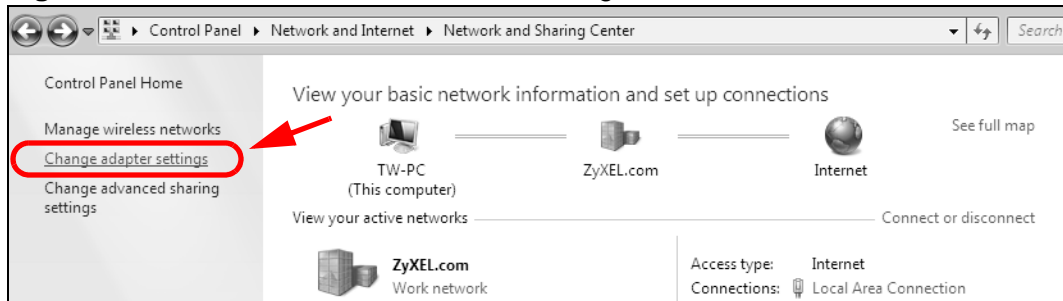 Control Panel ▸ Network and Internet ▸ Network and Sharing Center
Search
Control Panel Home
Manage wireless networks
Change adapter settings
Change advanced sharing
settings
View your basic network information and set up connections
See full map
TW-PC
(This computer)
ZyXEL.com
Internet
View your active networks
Connect or disconnect
ZyXEL.com
Work network
Access type: Internet
Connections: Local Area Connection